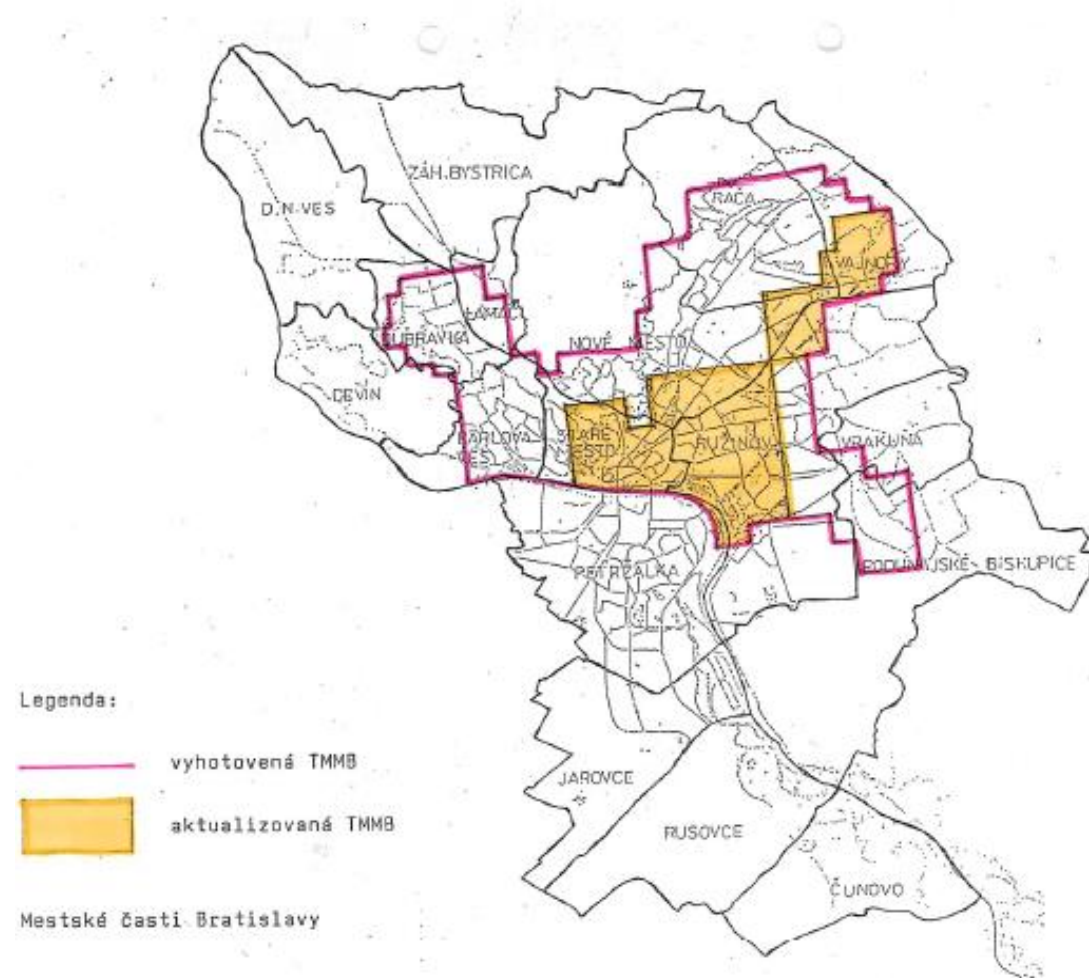 ZÁH.BYSTRICA
RAČA
D.N.VES
VAJNORY
LAMAČ
DÚBRAVKA
NOVÉ MESTO
DEVÍN
KARLOVA
VES
STARÉ
MESTO
RUŽINOV
VRAKUŇA
PETRŽALKA
PODUNAJSKÉ BISKUPICE
Legenda:
vyhotovená TMMB
aktualizovaná TMMB
JAROVCE
RUSOVCE
ČUNOVO
Mestské časti Bratislavy